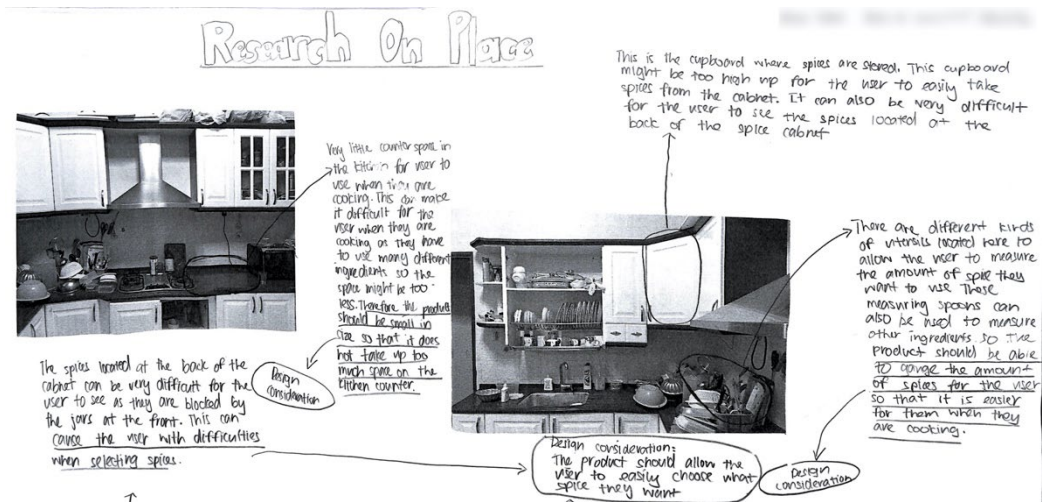 Research On Place
This is the cupboard where spices are stored. This cupboard
might be too high up for the user to easily take
spices from the cabnet. It can also be very difficult
for the user to see the spices located at the
back of the spice cabnet
Very little counter space in
the kitchen for user to
use when they are
cooking. This can make
it difficult for the
user when they are
cooking as they have
to use many different
ingredients so the
space might be too
less. Therefore the product
should be small in
size so that it does
not take up too
much space on the
kitchen counter.
Design
consideration
There are different kinds
of utensils located here to
allow the user to measure
the amount of spice they
want to use These
measuring spoons can
also be used to measure
other ingredients. So the
product should be able
to the amount
of spices for the user
so that it is easier
for them when they
are cooking.
Design
consideration
The spices located at the back of the
cabnet can be very difficult for the
user to see as they are blocked by
the jars at the front. This can
cause the user with difficulties
when selecting spices.
Design consideration:
The product should allow the
user to easily choose what
spice they want